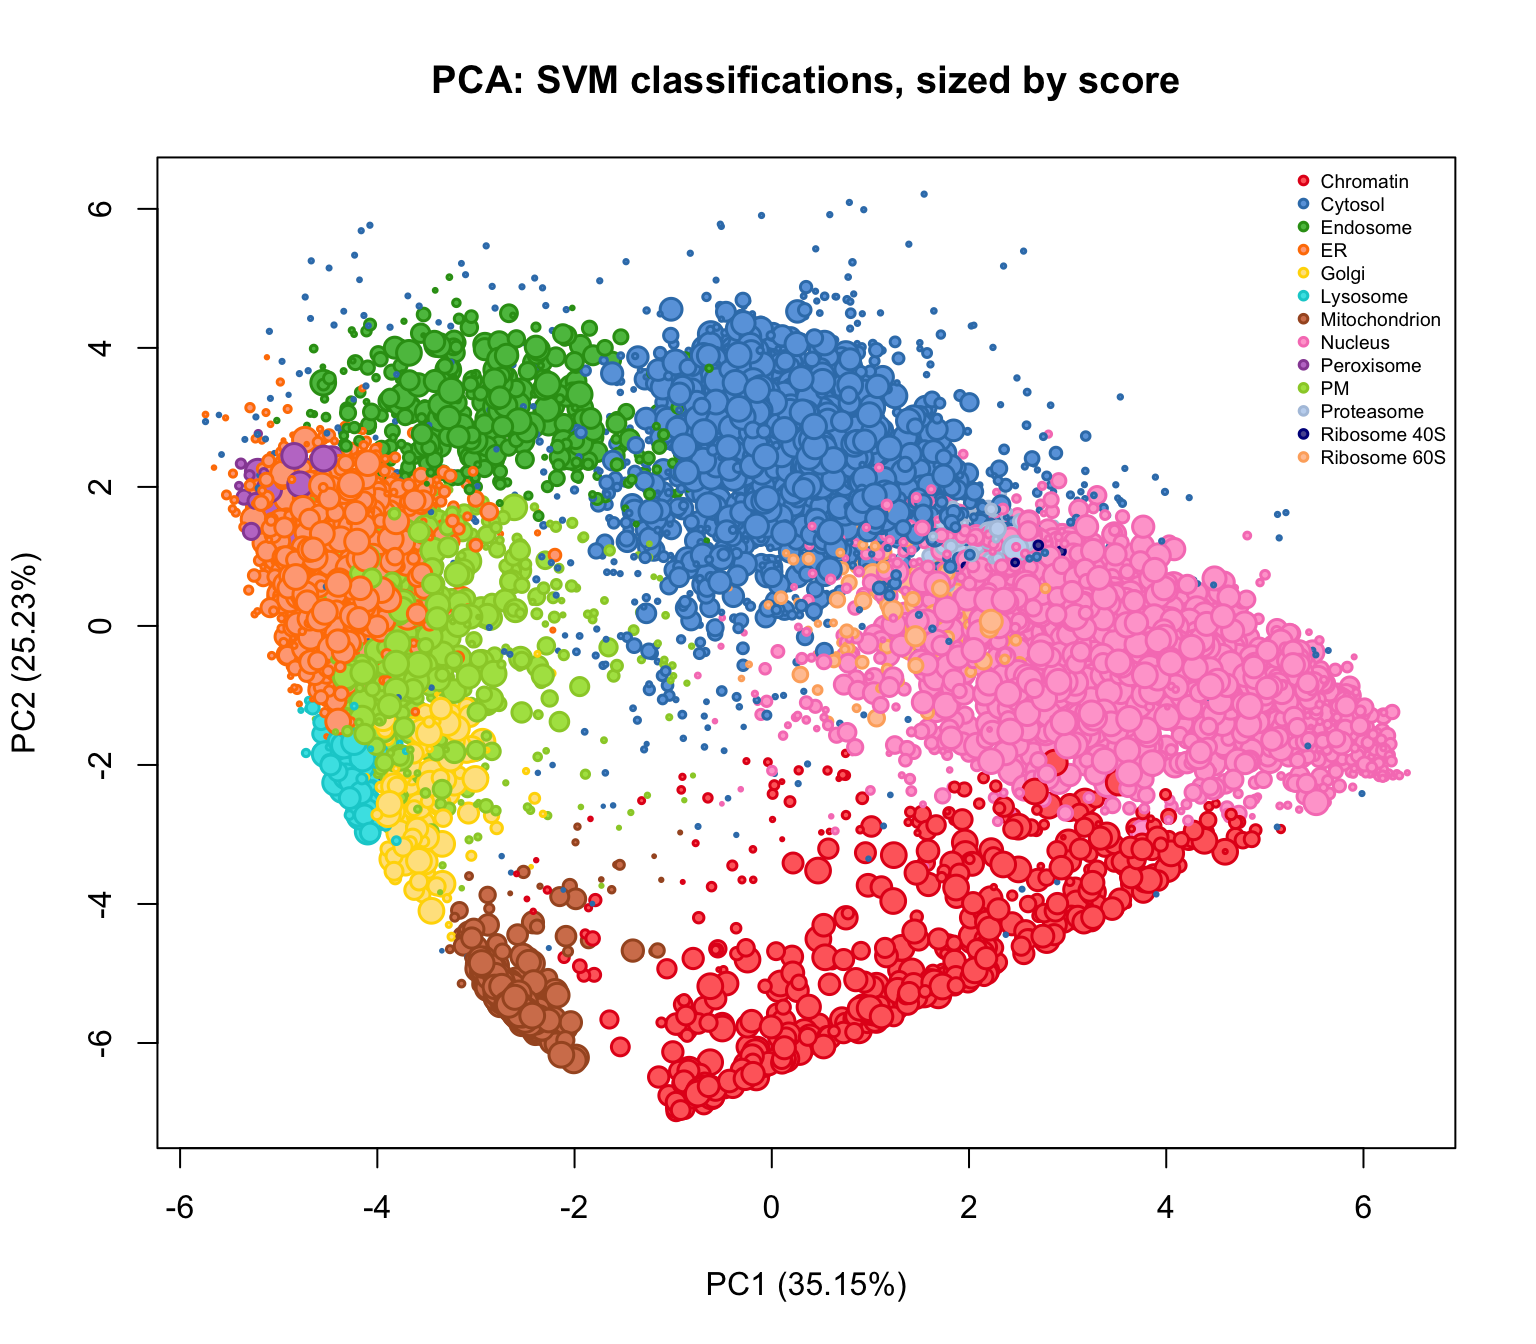 PCA: SVM classifications, sized by score
Chromatin
Cytosol
Endosome
ER
Golgi
Lysosome
Mitochondrion
Nucleus
Peroxisome
PM
Proteasome
Ribosome 40S
Ribosome 60S
6
4
2
0
-2
-4
-6
PC2 (25.23%)
-6 -4 -2 0 2 4 6
PC1 (35.15%)